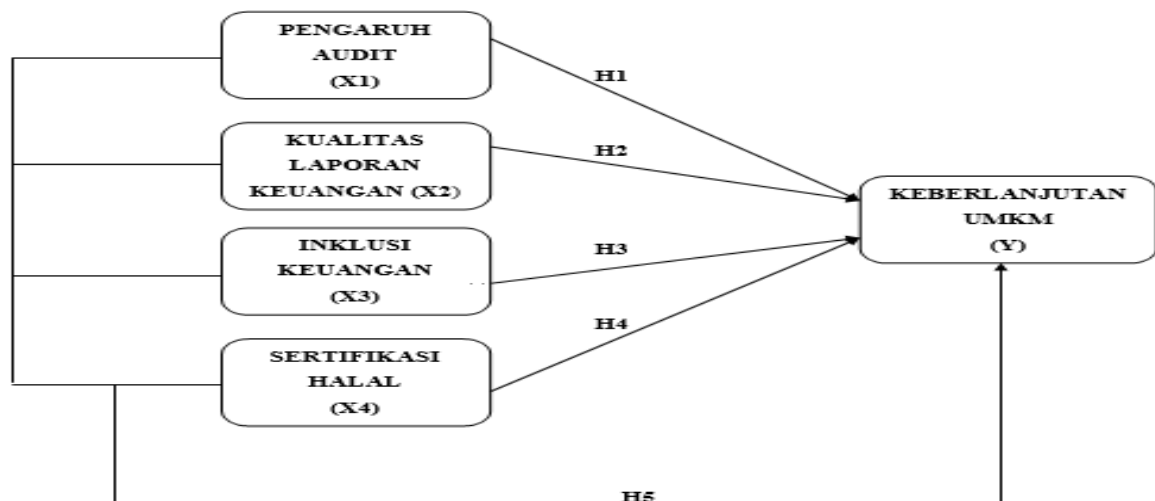 PENGARUH
AUDIT
(X1)
H1
KUALITAS
LAPORAN
KEUANGAN (X2)
H2
KEBERLANJUTAN
UMKM
(Y)
INKLUSI
KEUANGAN
(X3)
H3
H4
SERTIFIKASI
HALAL
(X4)
H5